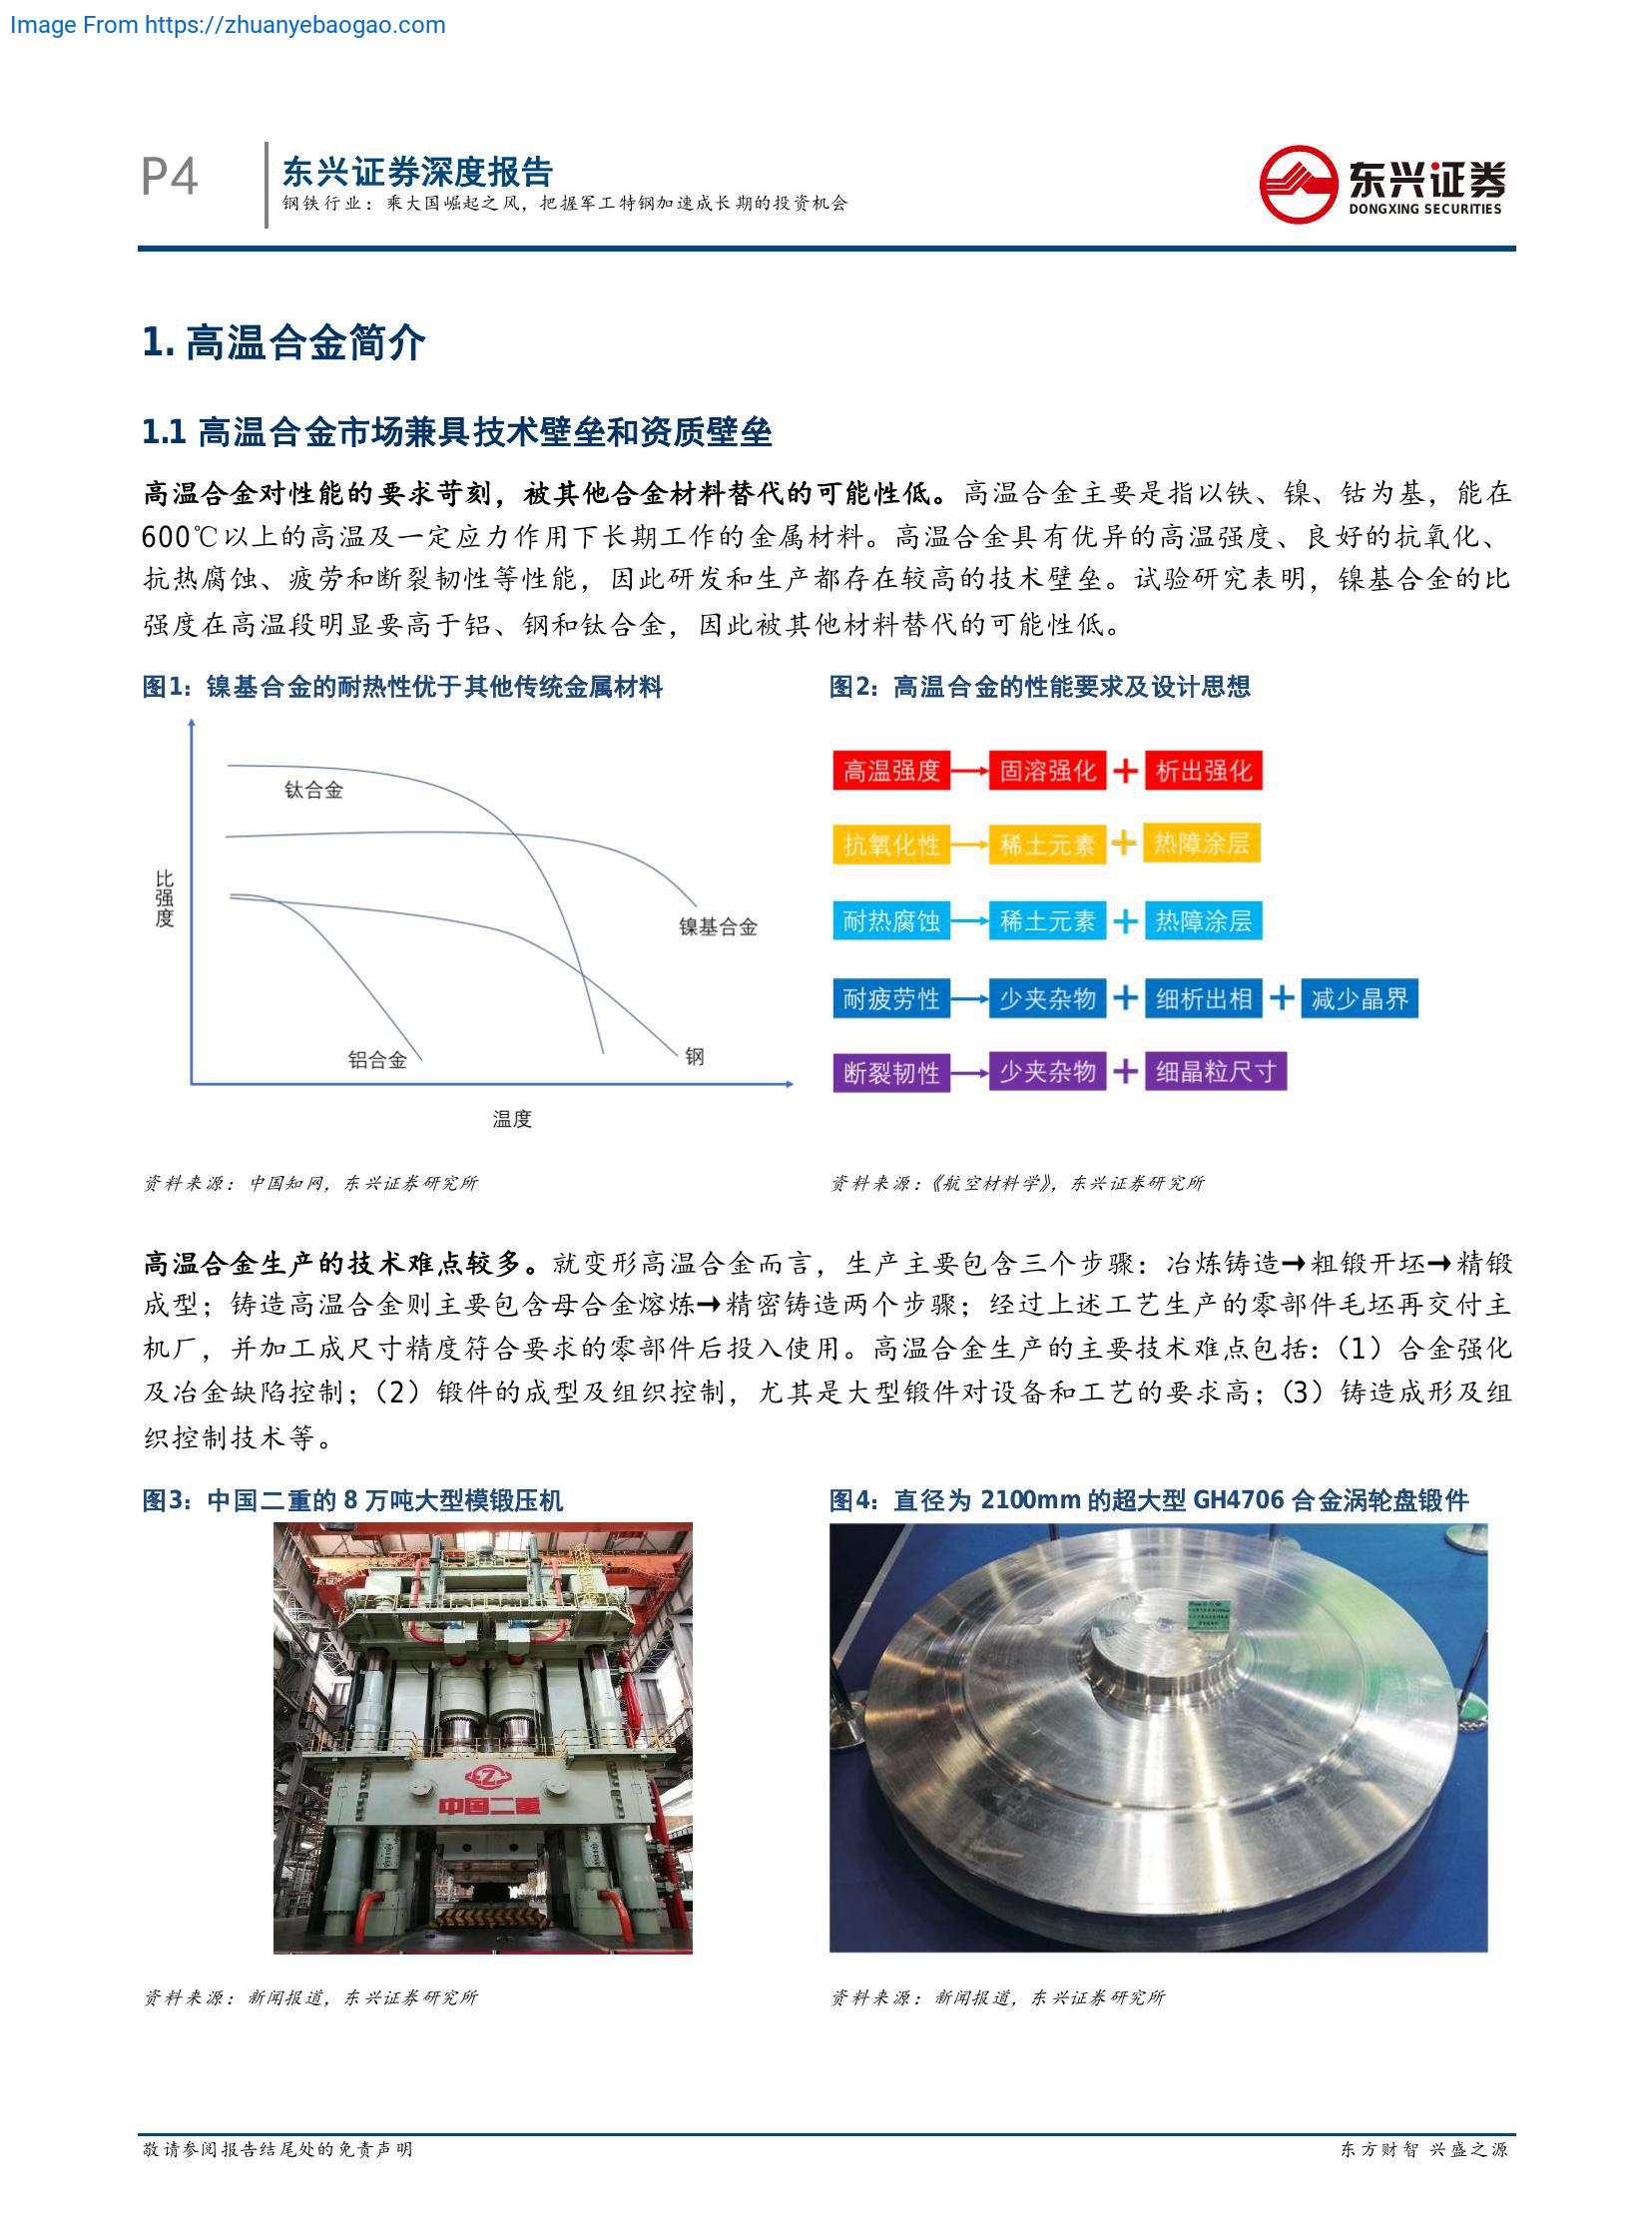 Image From https://zhuanyebaogao.com
P4
东兴证券深度报告
钢铁行业：乘大国崛起之风，把握军工特钢加速成长期的投资机会
东兴证券
DONGXING SECURITIES
1. 高温合金简介
1.1 高温合金市场兼具技术壁垒和资质壁垒
高温合金对性能的要求苛刻，被其他合金材料替代的可能性低。高温合金主要是指以铁、镍、钴为基，能在
600℃以上的高温及一定应力作用下长期工作的金属材料。高温合金具有优异的高温强度、良好的抗氧化、
抗热腐蚀、疲劳和断裂韧性等性能，因此研发和生产都存在较高的技术壁垒。试验研究表明，镍基合金的比
强度在高温段明显要高于铝、钢和钛合金，因此被其他材料替代的可能性低。
图1：镍基合金的耐热性优于其他传统金属材料
钛合金
比强度
镍基合金
铝合金
钢
温度
资料来源：中国知网，东兴证券研究所
图2：高温合金的性能要求及设计思想
高温强度 固溶强化 + 析出强化
抗氧化性 稀土元素 + 热障涂层
耐热腐蚀 稀土元素 + 热障涂层
耐疲劳性 少夹杂物 + 细析出相 + 减少晶界
断裂韧性 少夹杂物 + 细晶粒尺寸
资料来源：《航空材料学》，东兴证券研究所
高温合金生产的技术难点较多。就变形高温合金而言，生产主要包含三个步骤：冶炼铸造→粗锻开坯→精锻
成型；铸造高温合金则主要包含母合金熔炼→精密铸造两个步骤；经过上述工艺生产的零部件毛坯再交付主
机厂，并加工成尺寸精度符合要求的零部件后投入使用。高温合金生产的主要技术难点包括：（1）合金强化
及冶金缺陷控制；（2）锻件的成型及组织控制，尤其是大型锻件对设备和工艺的要求高；（3）铸造成形及组
织控制技术等。
图3：中国二重的 8 万吨大型模锻压机
中国二重
资料来源：新闻报道，东兴证券研究所
图4：直径为 2100mm 的超大型 GH4706 合金涡轮盘锻件
资料来源：新闻报道，东兴证券研究所
敬请参阅报告结尾处的免责声明
东方财智 兴盛之源